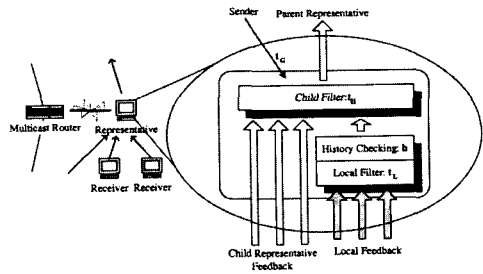 Sender
Parent Representative
t_G
Child Filter:t_H
Multicast Router
Representative
History Checking: h
Local Filter: t_L
Receiver Receiver
Child Representative
Feedback
Local Feedback